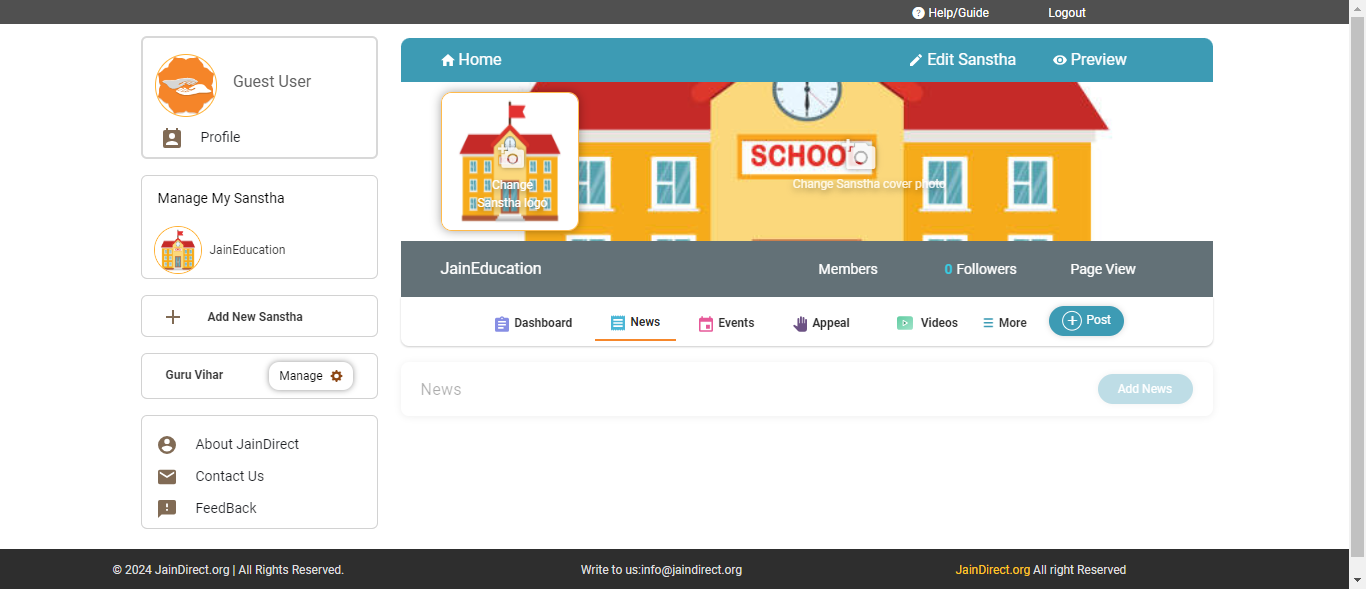 Help/Guide
Logout
Guest User
Profile
Manage My Sanstha
JainEducation
Add New Sanstha
Guru Vihar
Manage
About JainDirect
Contact Us
FeedBack
Home
Edit Sanstha
Preview
SCHOO
Change
Sanstha logo
Change Sanstha cover photo
JainEducation
Members
0 Followers
Page View
Dashboard
News
Events
Appeal
Videos
More
Post
News
Add News
© 2024 JainDirect.org | All Rights Reserved.
Write to us:info@jaindirect.org
JainDirect.org All right Reserved